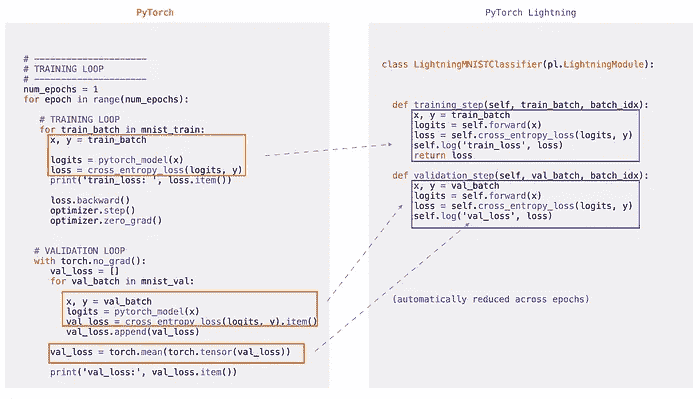 PyTorch
# ---------------------
# TRAINING LOOP
# ---------------------
num_epochs = 1
for epoch in range(num_epochs):
# TRAINING LOOP
for train_batch in mnist_train:
x, y = train_batch
logits = pytorch_model(x)
loss = cross_entropy_loss(logits, y)
print('train_loss: ', loss.item())
loss.backward()
optimizer.step()
optimizer.zero_grad()
# VALIDATION LOOP
with torch.no_grad():
val_loss = []
for val_batch in mnist_val:
x, y = val_batch
logits = pytorch_model(x)
val_loss = cross_entropy_loss(logits, y).item()
val_loss.append(val_loss)
val_loss = torch.mean(torch.tensor(val_loss))
print('val_loss:', val_loss.item())
PyTorch Lightning
class LightningMNISTClassifier(pl.LightningModule):
def training_step(self, train_batch, batch_idx):
x, y = train_batch
logits = self.forward(x)
loss = self.cross_entropy_loss(logits, y)
self.log('train_loss', loss)
return loss
def validation_step(self, val_batch, batch_idx):
x, y = val_batch
logits = self.forward(x)
loss = self.cross_entropy_loss(logits, y)
self.log('val_loss', loss)
(automatically reduced across epochs)